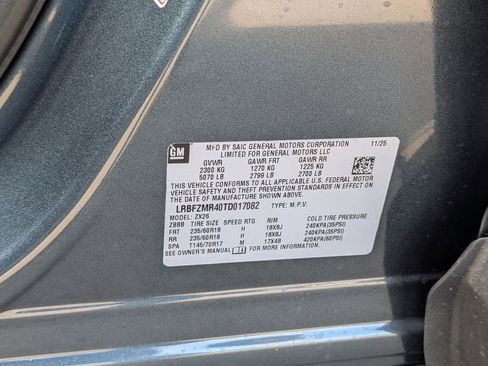 GM
MFD BY SAIC GENERAL MOTORS CORPORATION 11/25
LIMITED FOR GENERAL MOTORS LLC
GVWR GAWR FRT GAWR RR
2300 KG 1270 KG 1225 KG
5070 LB 2799 LB 2700 LB
THIS VEHICLE CONFORMS TO ALL APPLICABLE U.S. FEDERAL MOTOR
VEHICLE SAFETY AND THEFT PREVENTION STANDARDS IN EFFECT ON
THE DATE OF MANUFACTURE SHOWN ABOVE.
LRBFZMR40TD017082 TYPE: M.P.V.
MODEL: ZX26
ZBBB TIRE SIZE SPEED RTG RIM COLD TIRE PRESSURE
FRT 235/60R18 H 18X8J 240KPA(35PSI)
RR 235/60R18 H 18X8J 240KPA(35PSI)
SPA T145/70R17 M 17X4B 420KPA(60PSI)
SEE OWNER'S MANUAL FOR MORE INFORMATION